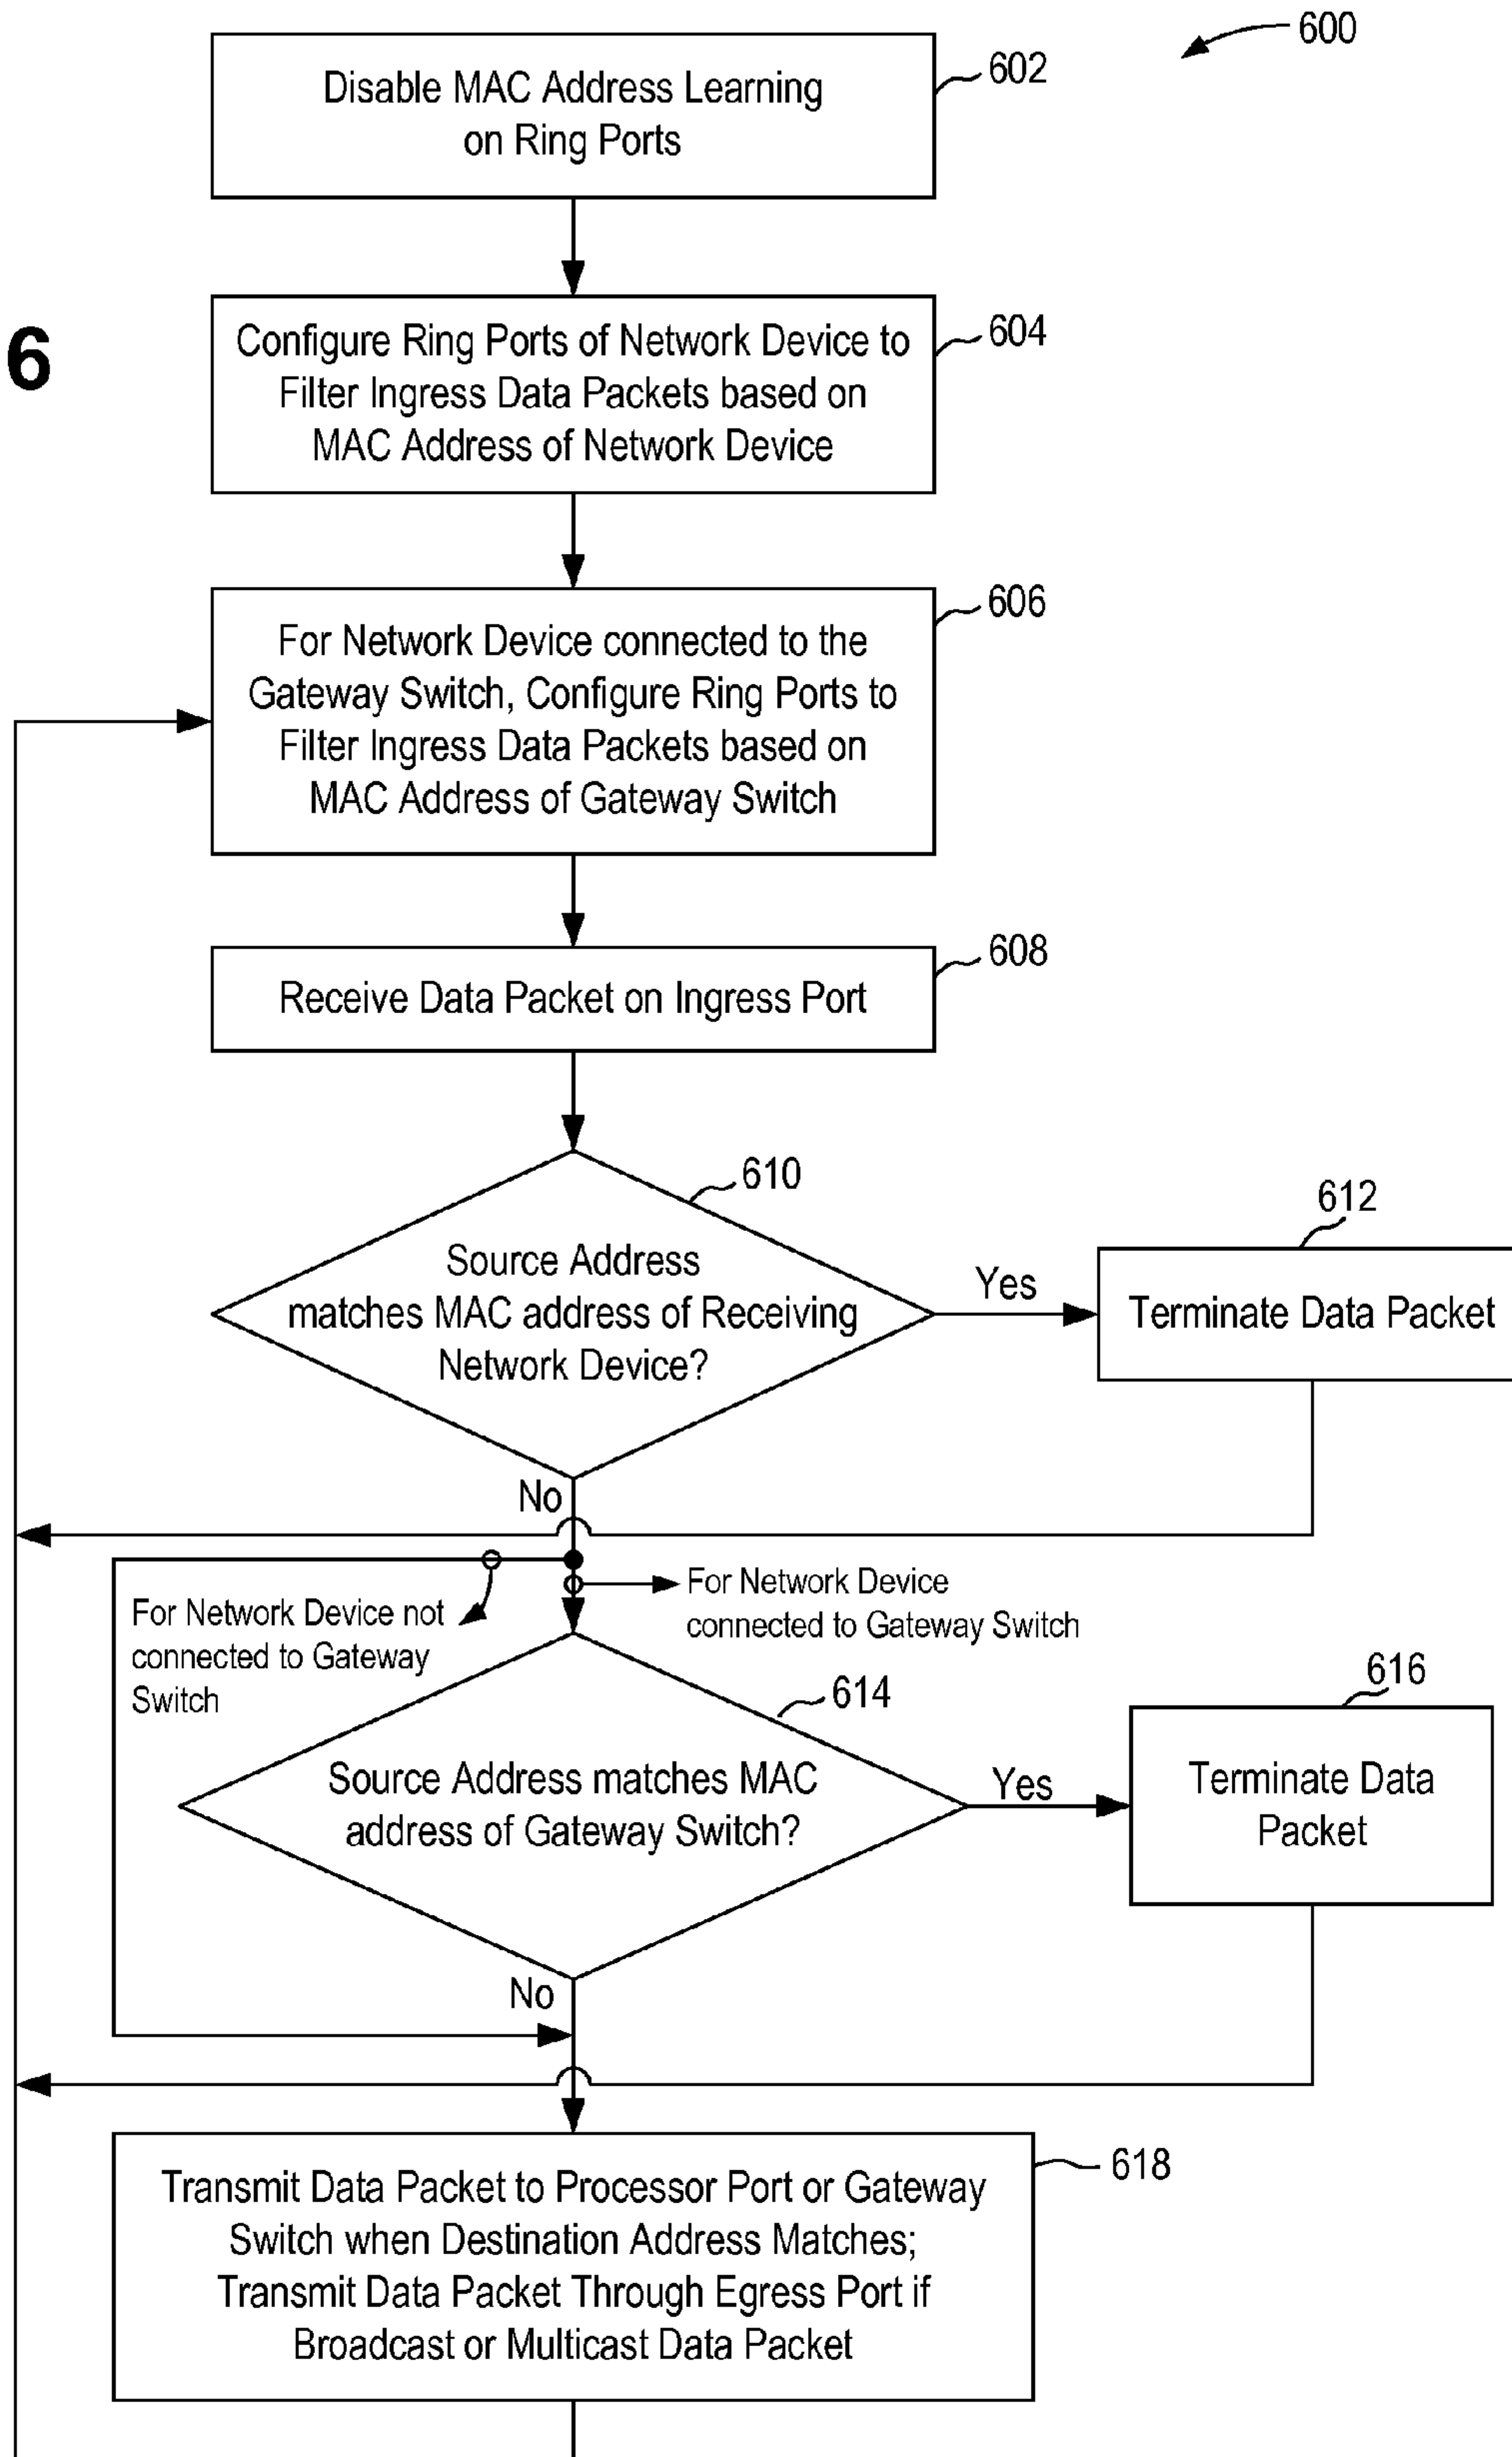 600
Disable MAC Address Learning
on Ring Ports
602
6
Configure Ring Ports of Network Device to
Filter Ingress Data Packets based on
MAC Address of Network Device
604
For Network Device connected to the
Gateway Switch, Configure Ring Ports to
Filter Ingress Data Packets based on
MAC Address of Gateway Switch
606
Receive Data Packet on Ingress Port
608
610
Source Address
matches MAC address of Receiving
Network Device?
Yes
612
Terminate Data Packet
No
For Network Device not
connected to Gateway
Switch
For Network Device
connected to Gateway Switch
614
Source Address matches MAC
address of Gateway Switch?
Yes
616
Terminate Data
Packet
No
Transmit Data Packet to Processor Port or Gateway
Switch when Destination Address Matches;
Transmit Data Packet Through Egress Port if
Broadcast or Multicast Data Packet
618